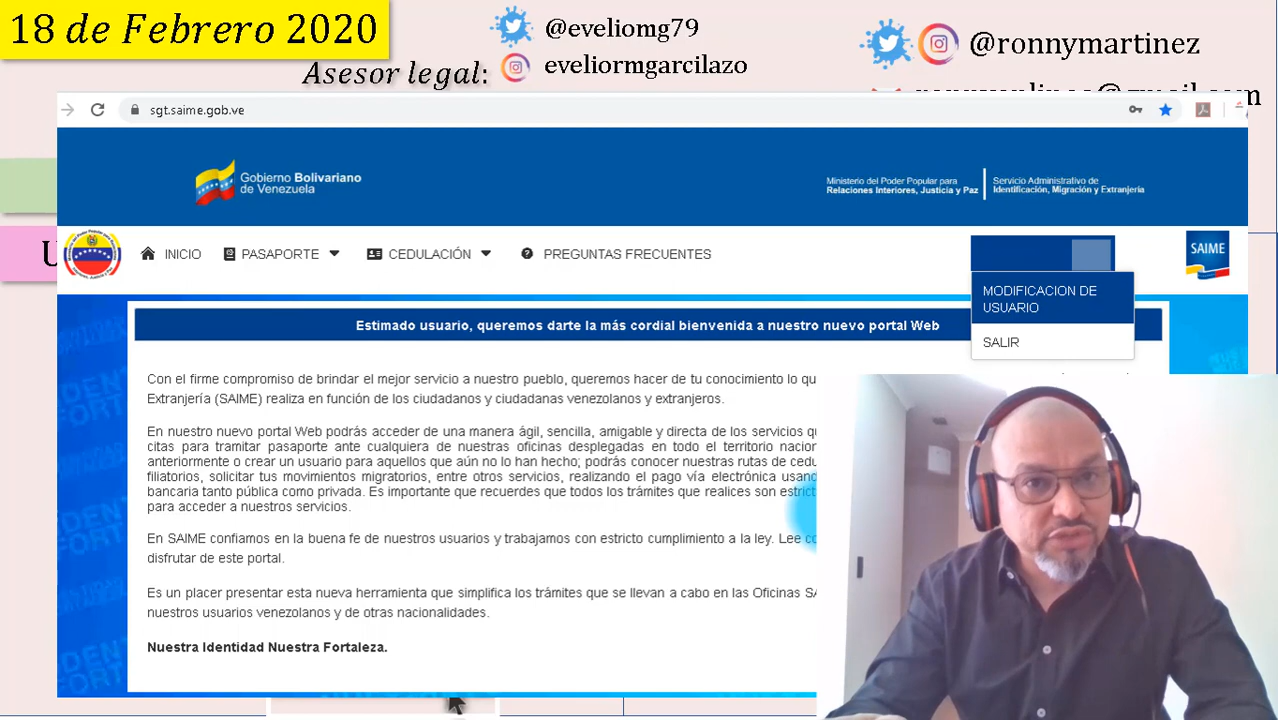 18 de Febrero 2020
@eveliomg79
Asesor legal:
eveliormgarcilazo
@ronnymartinez
sgt.saime.gob.ve
Gobierno Bolivariano
de Venezuela
Ministerio del Poder Popular para
Relaciones Interiores, Justicia y Paz
Servicio Administrativo de
Identificación, Migración y Extranjería
INICIO
PASAPORTE
CEDULACIÓN
PREGUNTAS FRECUENTES
SAIME
MODIFICACION DE
USUARIO
SALIR
Estimado usuario, queremos darte la más cordial bienvenida a nuestro nuevo portal Web
Con el firme compromiso de brindar el mejor servicio a nuestro pueblo, queremos hacer de tu conocimiento lo qu
Extranjería (SAIME) realiza en función de los ciudadanos y ciudadanas venezolanos y extranjeros.
En nuestro nuevo portal Web podrás acceder de una manera ágil, sencilla, amigable y directa de los servicios qu
citas para tramitar pasaporte ante cualquiera de nuestras oficinas desplegadas en todo el territorio nacior
anteriormente o crear un usuario para aquellos que aún no lo han hecho; podrás conocer nuestras rutas de cedu
filiatorios, solicitar tus movimientos migratorios, entre otros servicios, realizando el pago vía electrónica usand
bancaria tanto pública como privada. Es importante que recuerdes que todos los trámites que realices son estrict
para acceder a nuestros servicios.
En SAIME confiamos en la buena fe de nuestros usuarios y trabajamos con estricto cumplimiento a la ley. Lee co
disfrutar de este portal.
Es un placer presentar esta nueva herramienta que simplifica los trámites que se llevan a cabo en las Oficinas SA
nuestros usuarios venezolanos y de otras nacionalidades.
Nuestra Identidad Nuestra Fortaleza.